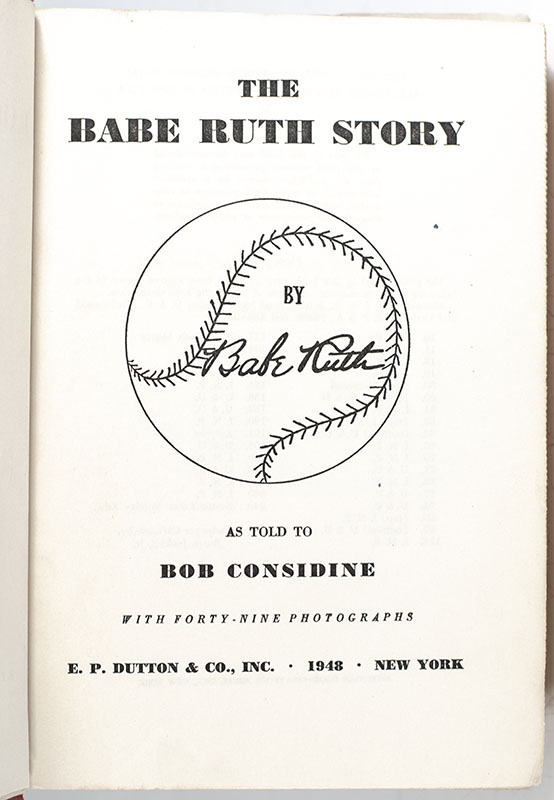 THE
BABE RUTH STORY
BY
Babe Ruth
AS TOLD TO
BOB CONSIDINE
WITH FORTY-NINE PHOTOGRAPHS
E. P. DUTTON & CO., INC. · 1948 · NEW YORK